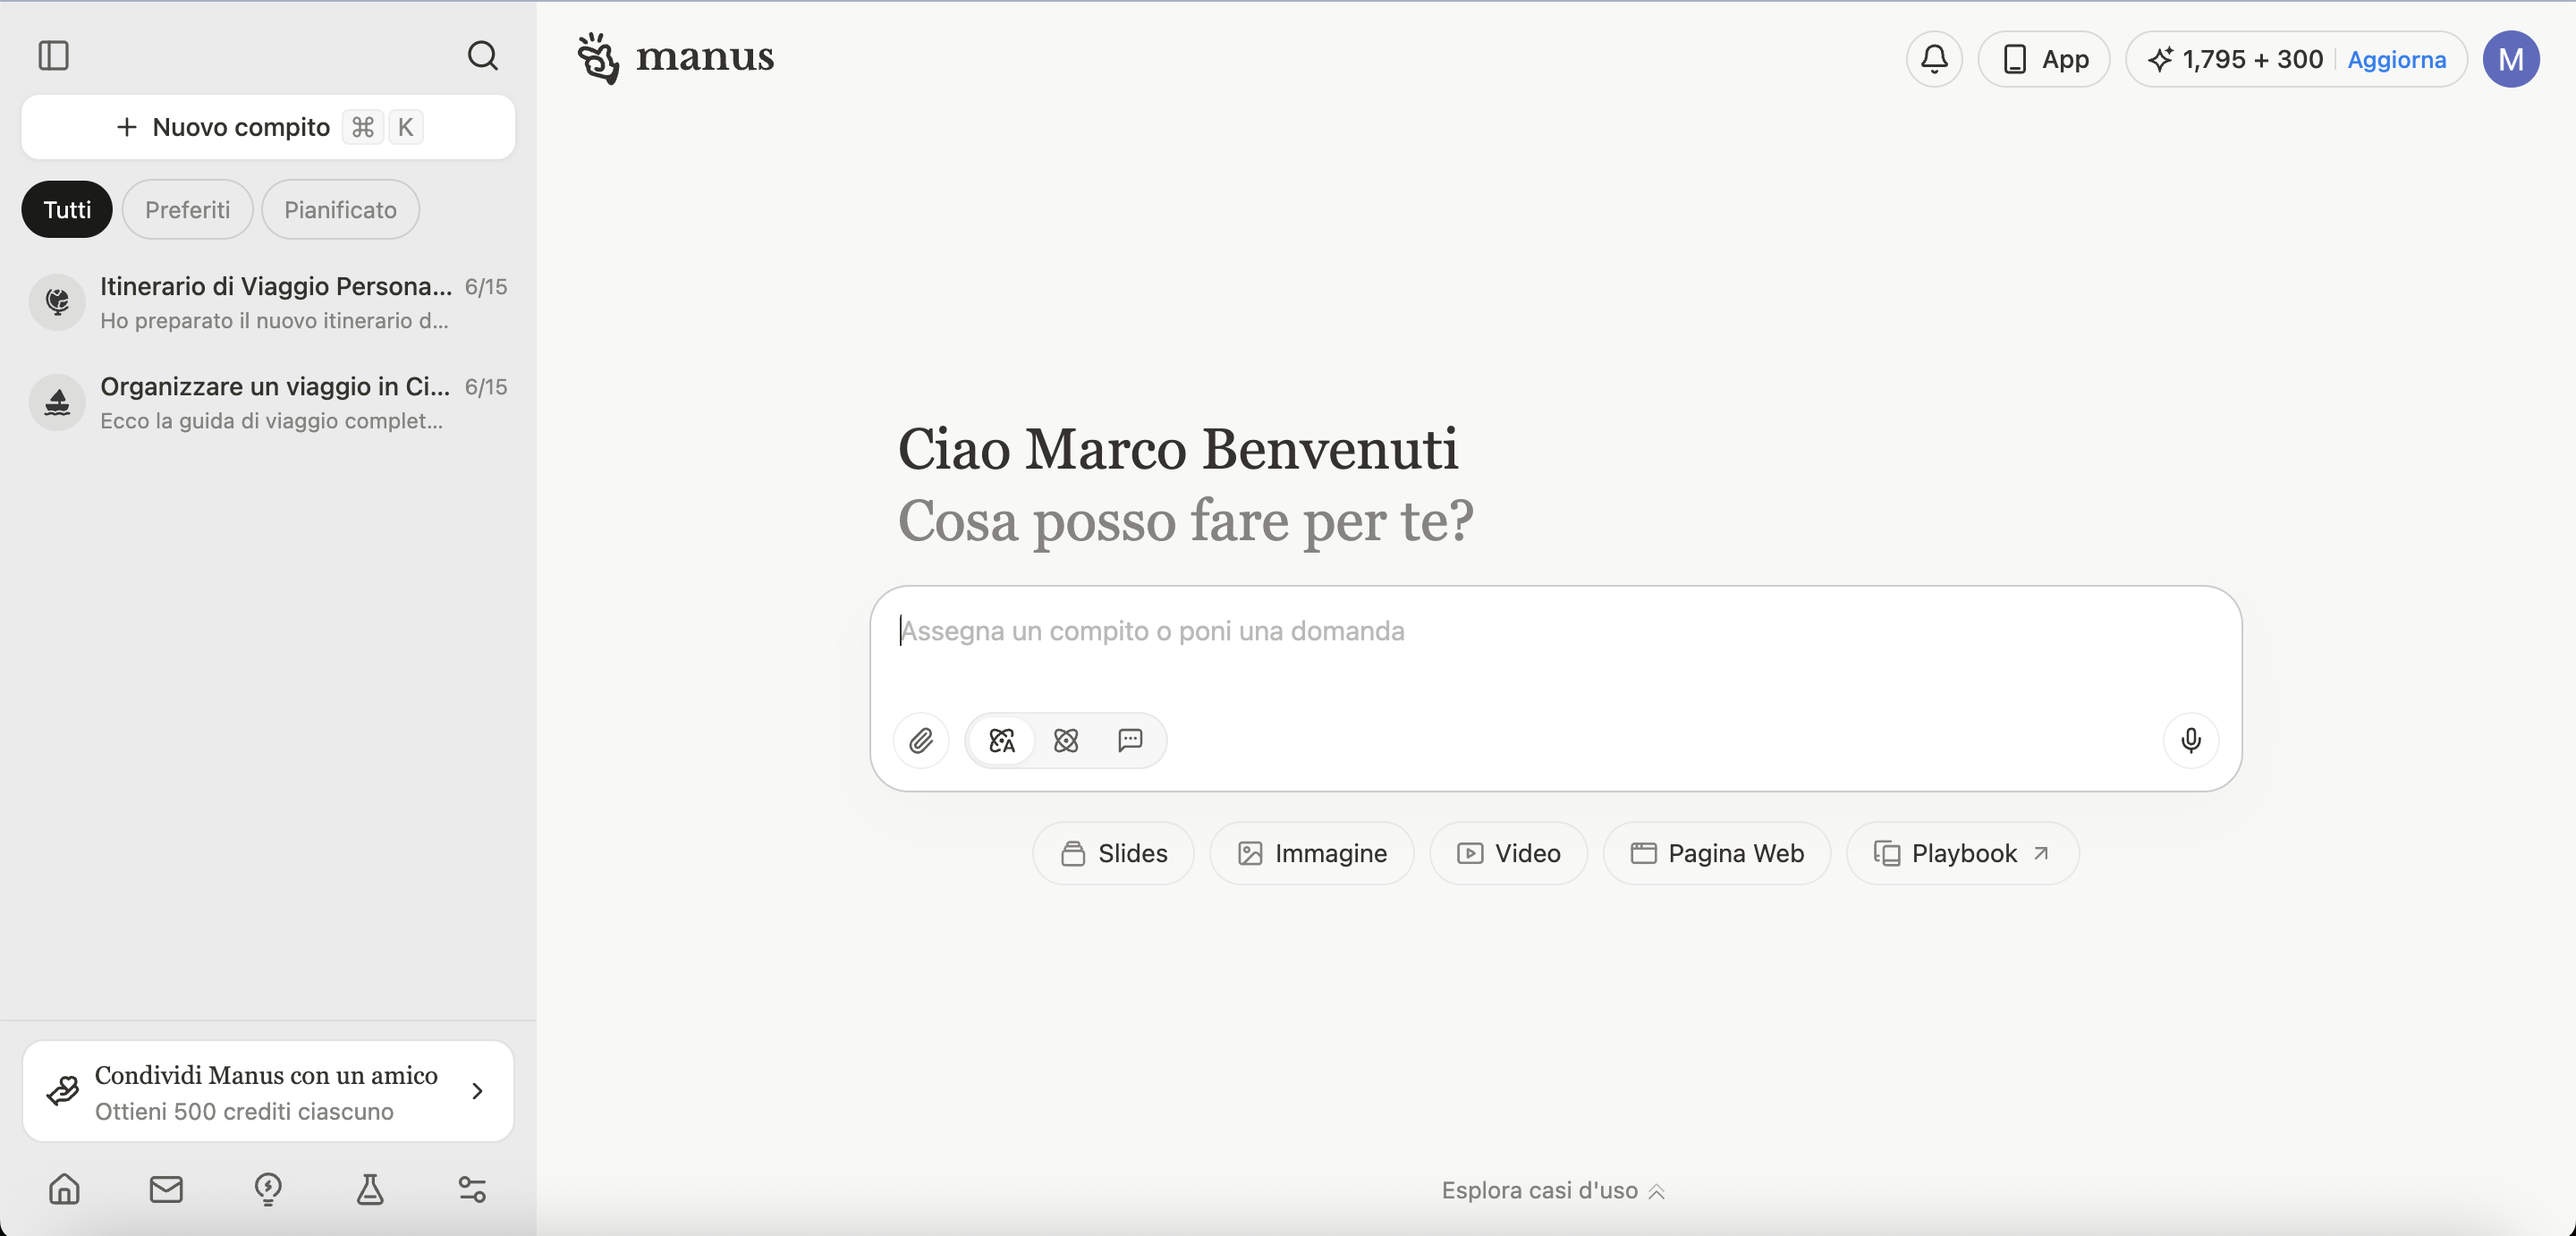 manus
App
1,795 + 300
Aggiorna
M
Nuovo compito ⌘ K
Tutti
Preferiti
Pianificato
Itinerario di Viaggio Persona... 6/15
Ho preparato il nuovo itinerario d...
Organizzare un viaggio in Ci... 6/15
Ecco la guida di viaggio complet...
Ciao Marco Benvenuti
Cosa posso fare per te?
Assegna un compito o poni una domanda
Slides
Immagine
Video
Pagina Web
Playbook
Condividi Manus con un amico
Ottieni 500 crediti ciascuno
Esplora casi d'uso